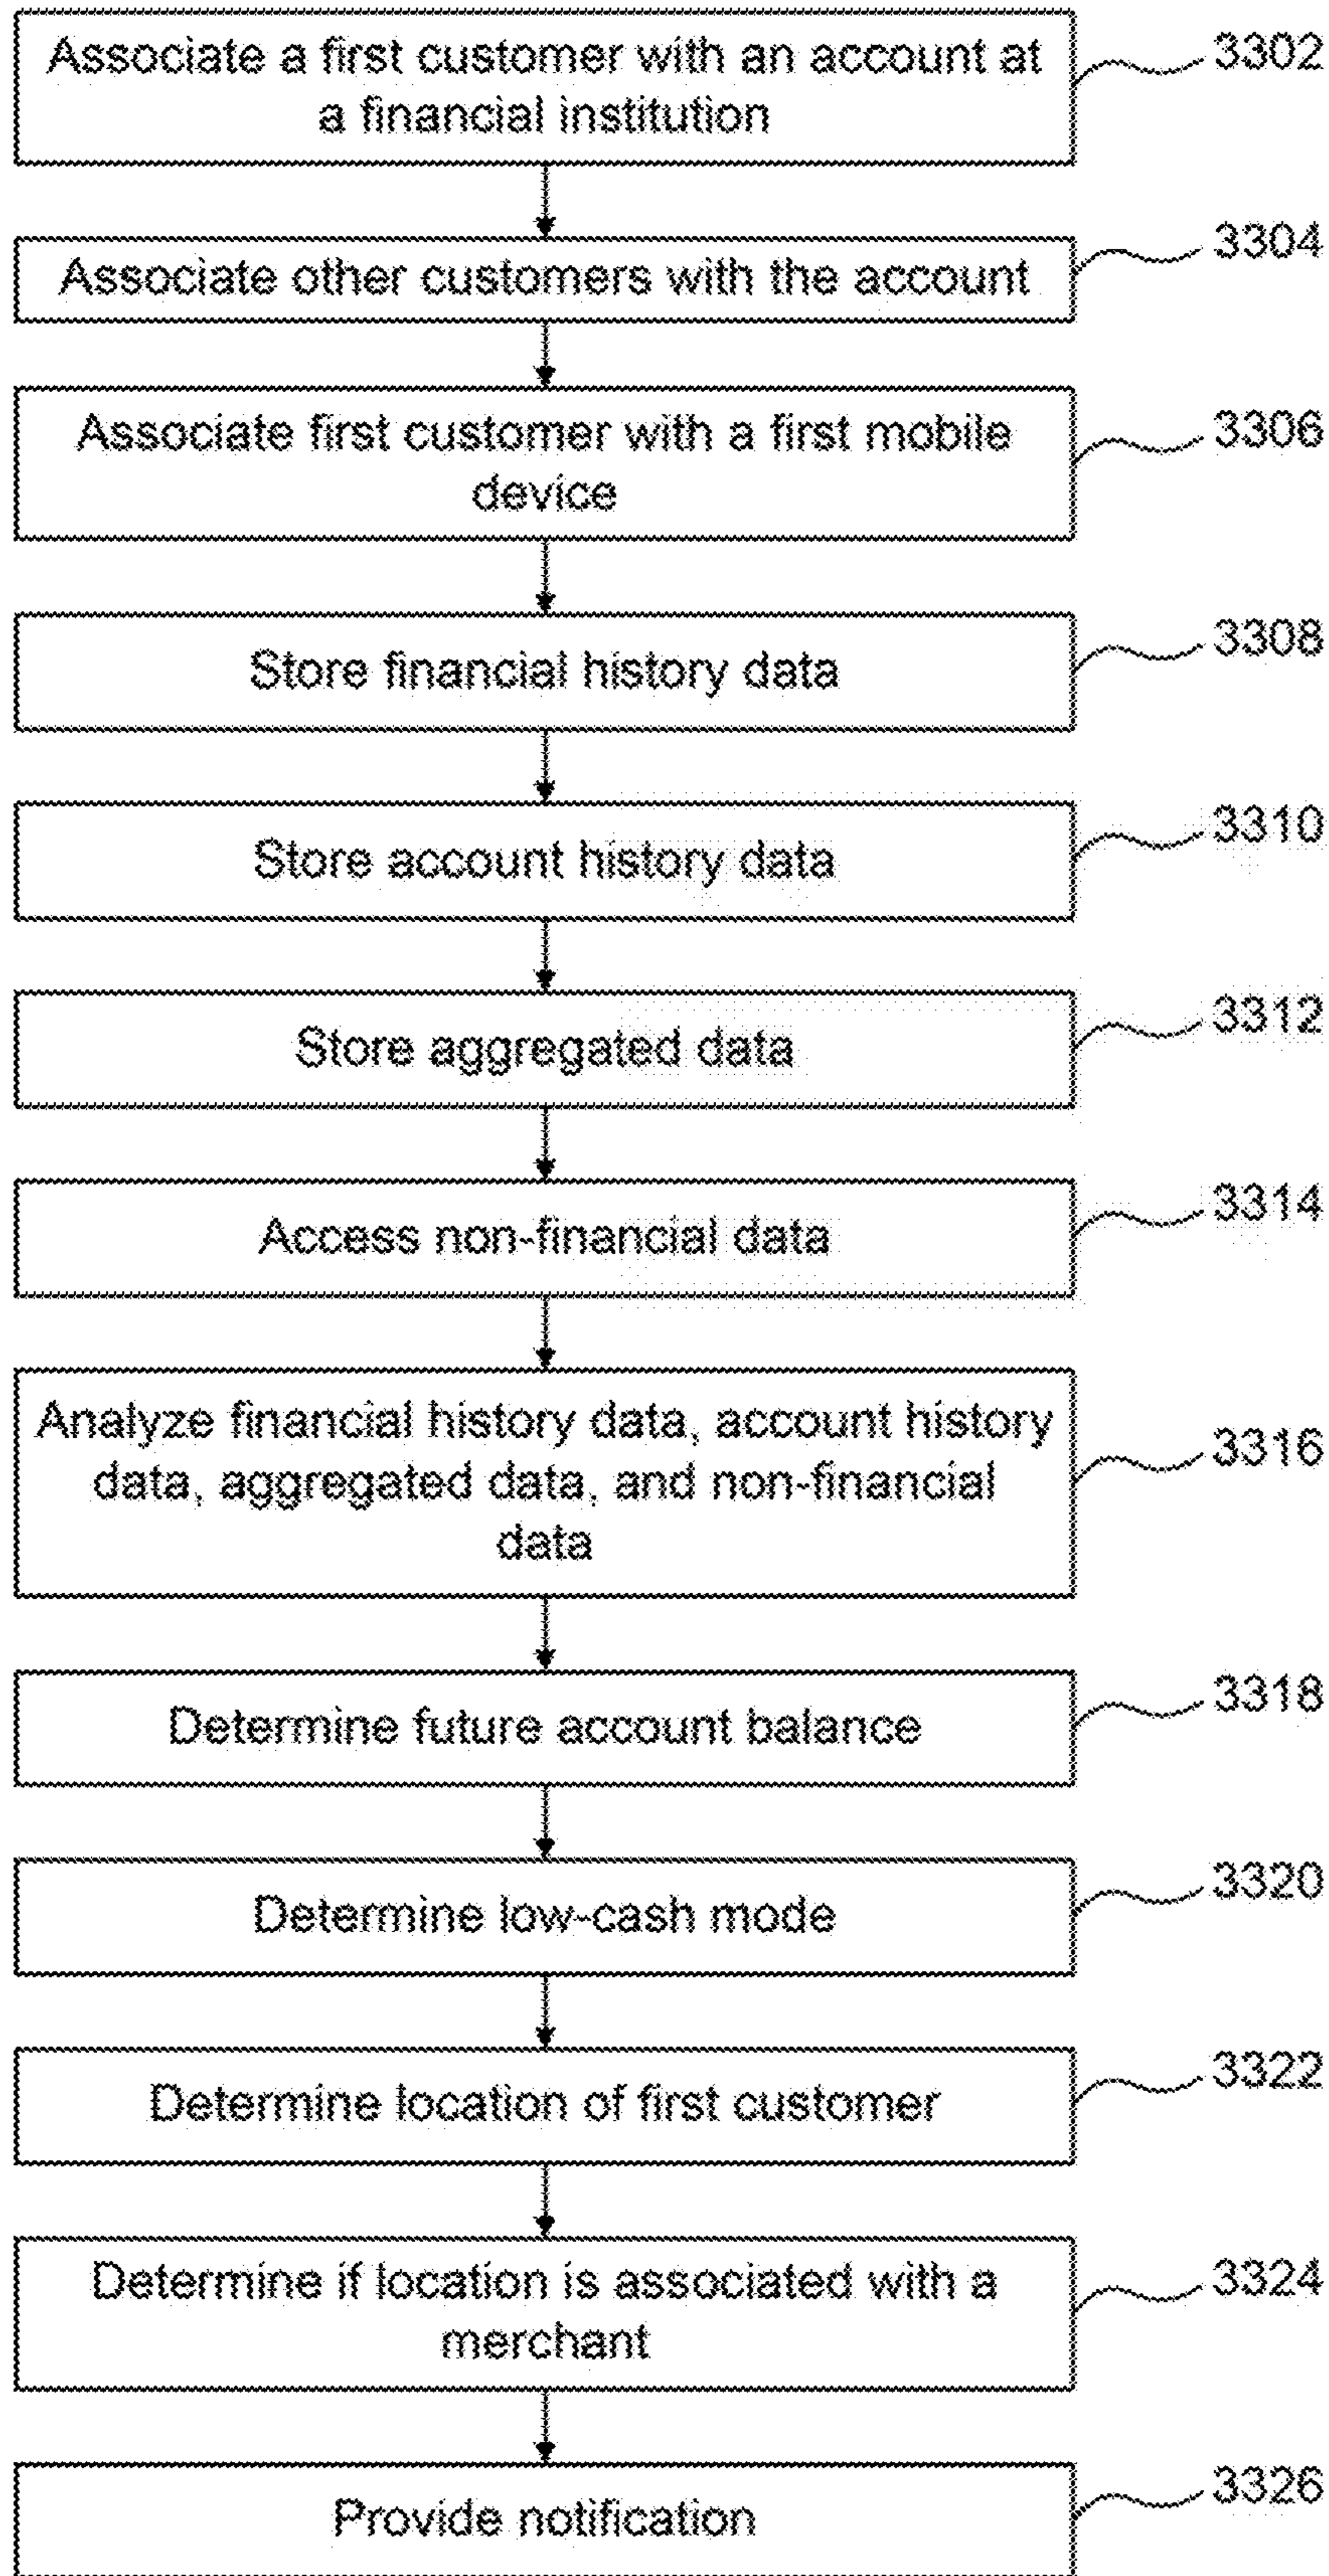 Associate a first customer with an account at
a financial institution
3302
Associate other customers with the account
3304
Associate first customer with a first mobile
device
3306
Store financial history data
3308
Store account history data
3310
Store aggregated data
3312
Access non-financial data
3314
Analyze financial history data, account history
data, aggregated data, and non-financial
data
3316
Determine future account balance
3318
Determine low-cash mode
3320
Determine location of first customer
3322
Determine if location is associated with a
merchant
3324
Provide notification
3326